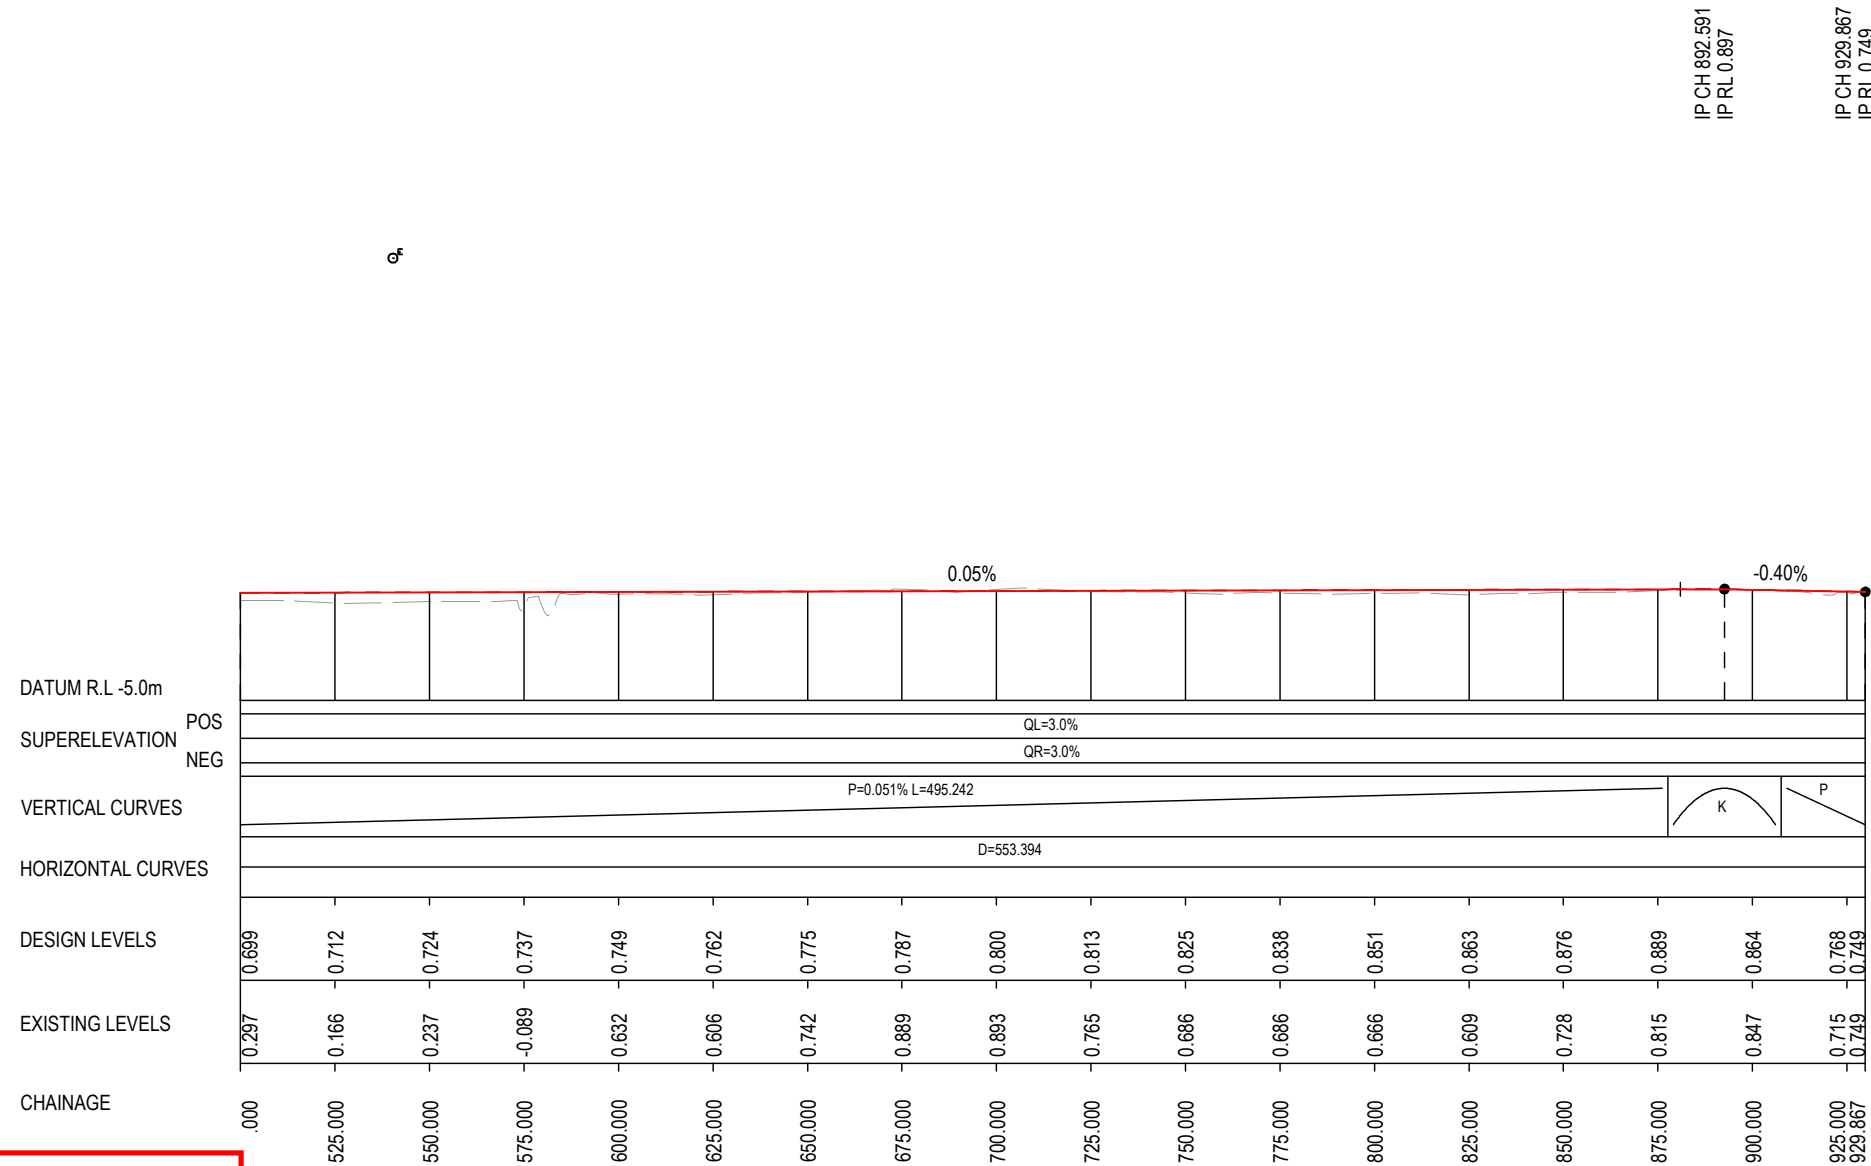 IP CH 892.591
IP RL 0.897
IP CH 929.867
IP RL 0.749
E
0.05%
-0.40%
DATUM R.L -5.0m
SUPERELEVATION
POS
QL=3.0%
NEG
QR=3.0%
VERTICAL CURVES
P=0.051% L=495.242
K
P
HORIZONTAL CURVES
D=553.394
DESIGN LEVELS
0.699 0.712 0.724 0.737 0.749 0.762 0.775 0.787 0.800 0.813 0.825 0.838 0.851 0.863 0.876 0.889 0.864 0.768 0.749
EXISTING LEVELS
0.297 0.166 0.237 -0.089 0.632 0.606 0.742 0.889 0.893 0.765 0.686 0.686 0.666 0.609 0.728 0.815 0.847 0.715 0.749
CHAINAGE
.000 525.000 550.000 575.000 600.000 625.000 650.000 675.000 700.000 725.000 750.000 775.000 800.000 825.000 850.000 875.000 900.000 925.000 929.867